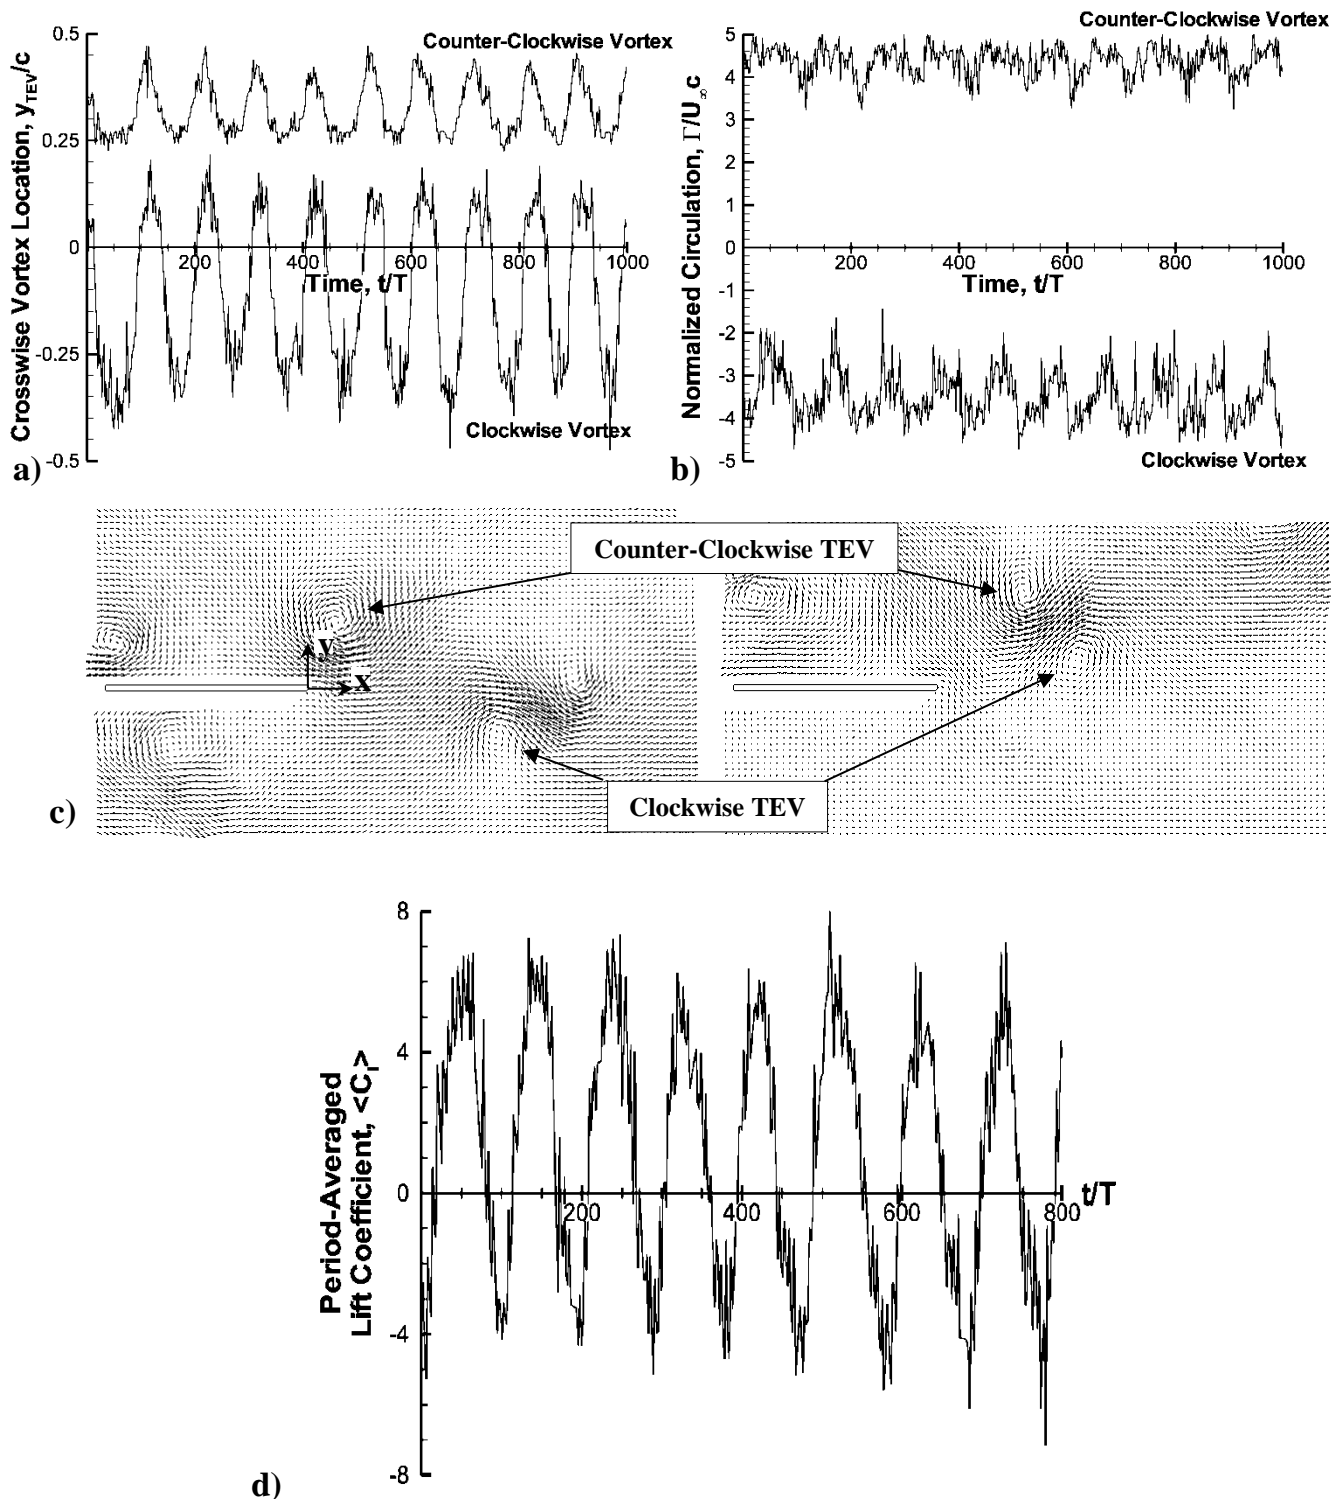 Counter-Clockwise Vortex
Crosswise Vortex Location, y_TEV/c
0.5
0.25
0
-0.25
-0.5
200
400
600
800
1000
Time, t/T
Clockwise Vortex
a)
Counter-Clockwise Vortex
Normalized Circulation, Γ/U∞c
5
4
5
4
3
2
1
0
-1
-2
-3
-4
-5
200
400
600
800
1000
Time, t/T
Clockwise Vortex
b)
Counter-Clockwise TEV
y
x
Clockwise TEV
c)
Period-Averaged
Lift Coefficient, <Cl>
8
4
0
-4
-8
200
400
600
800
t/T
d)